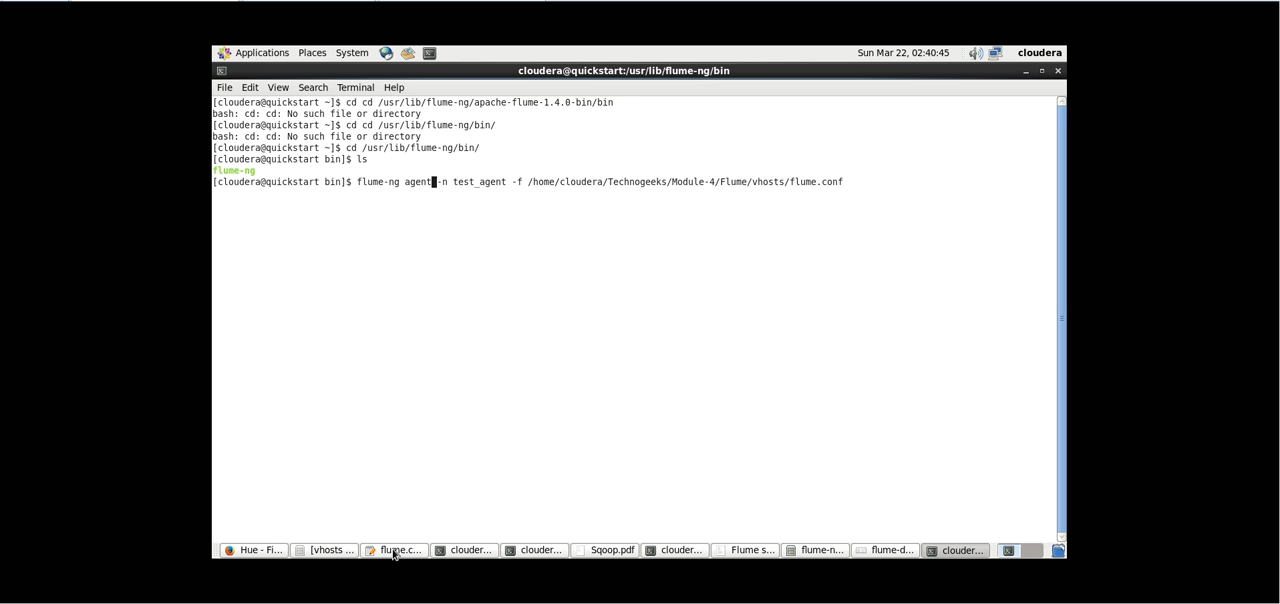 Applications Places System Sun Mar 22, 02:40:45 cloudera
cloudera@quickstart:/usr/lib/flume-ng/bin
File Edit View Search Terminal Help
[cloudera@quickstart ~]$ cd cd /usr/lib/flume-ng/apache-flume-1.4.0-bin/bin
bash: cd: cd: No such file or directory
[cloudera@quickstart ~]$ cd cd /usr/lib/flume-ng/bin/
bash: cd: cd: No such file or directory
[cloudera@quickstart ~]$ cd /usr/lib/flume-ng/bin/
[cloudera@quickstart bin]$ ls
flume-ng
[cloudera@quickstart bin]$ flume-ng agent -n test_agent -f /home/cloudera/Technogeeks/Module-4/Flume/vhosts/flume.conf
Hue - Fi... [vhosts ... flume.c... clouder... clouder... Sqoop.pdf clouder... Flume s... flume-n... flume-d... clouder...